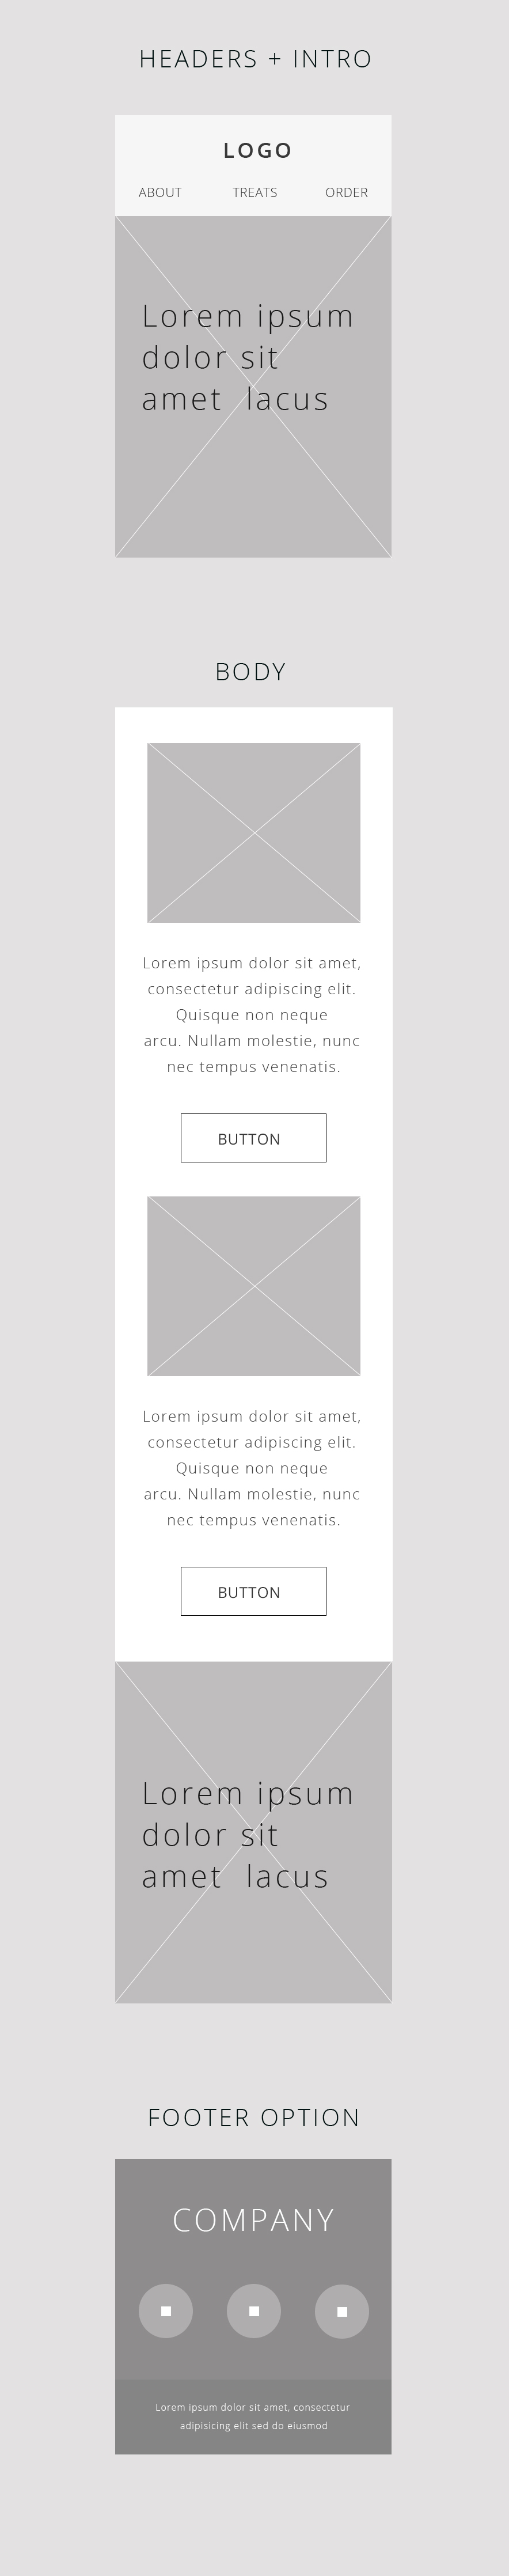 HEADERS + INTRO
LOGO
ABOUT TREATS ORDER
Lorem ipsum
dolor sit
amet lacus
BODY
Lorem ipsum dolor sit amet,
consectetur adipiscing elit.
Quisque non neque
arcu. Nullam molestie, nunc
nec tempus venenatis.
BUTTON
Lorem ipsum dolor sit amet,
consectetur adipiscing elit.
Quisque non neque
arcu. Nullam molestie, nunc
nec tempus venenatis.
BUTTON
Lorem ipsum
dolor sit
amet lacus
FOOTER OPTION
COMPANY
Lorem ipsum dolor sit amet, consectetur
adipisicing elit sed do eiusmod